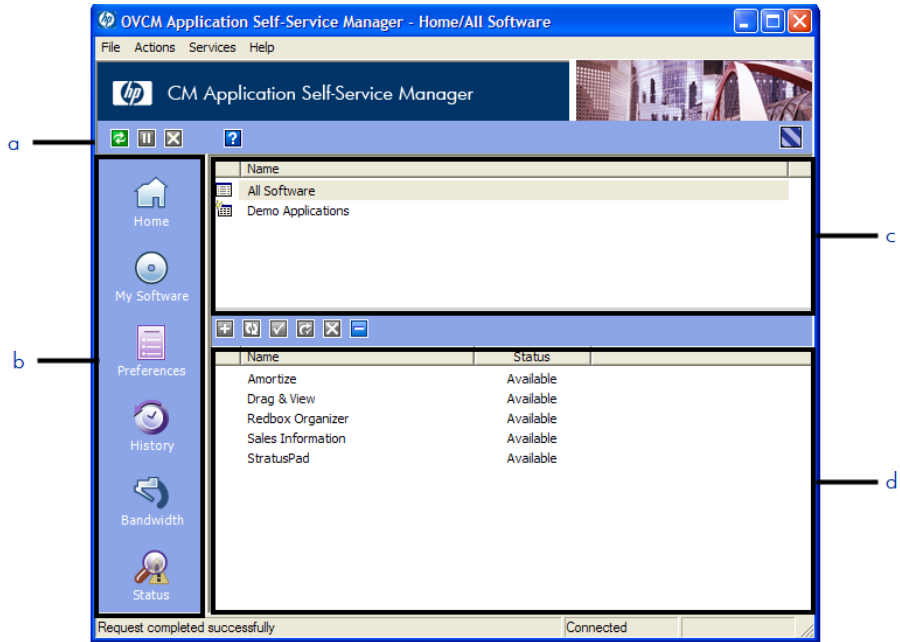 OVCM Application Self-Service Manager - Home/All Software
File Actions Services Help
hp CM Application Self-Service Manager
a
?
Home
My Software
Preferences
History
Bandwidth
Status
b
Name
All Software
Demo Applications
c
Name Status
Amortize Available
Drag & View Available
Redbox Organizer Available
Sales Information Available
StratusPad Available
d
Request completed successfully Connected